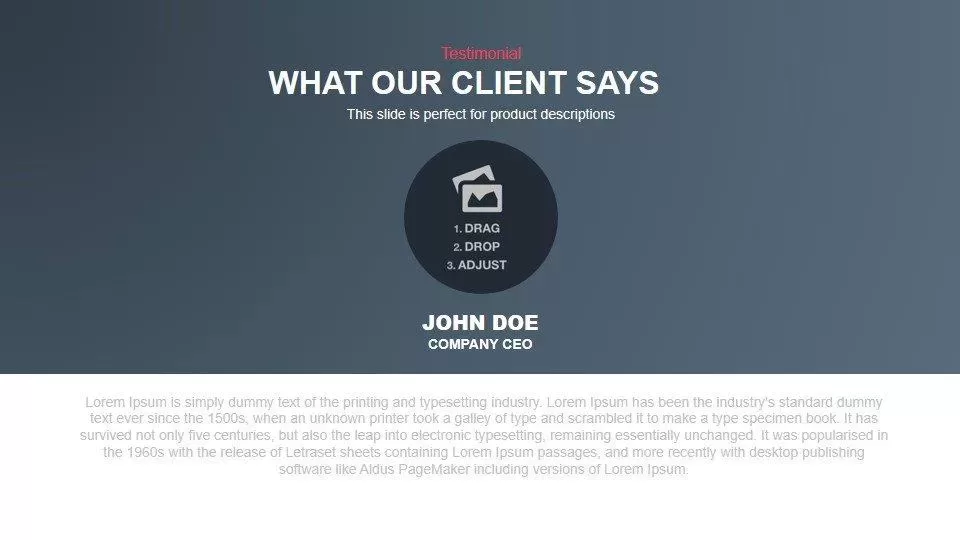 Testimonial
WHAT OUR CLIENT SAYS
This slide is perfect for product descriptions
1. DRAG
2. DROP
3. ADJUST
JOHN DOE
COMPANY CEO
Lorem Ipsum is simply dummy text of the printing and typesetting industry. Lorem Ipsum has been the industry's standard dummy
text ever since the 1500s, when an unknown printer took a galley of type and scrambled it to make a type specimen book. It has
survived not only five centuries, but also the leap into electronic typesetting, remaining essentially unchanged. It was popularised in
the 1960s with the release of Letraset sheets containing Lorem Ipsum passages, and more recently with desktop publishing
software like Aldus PageMaker including versions of Lorem Ipsum.